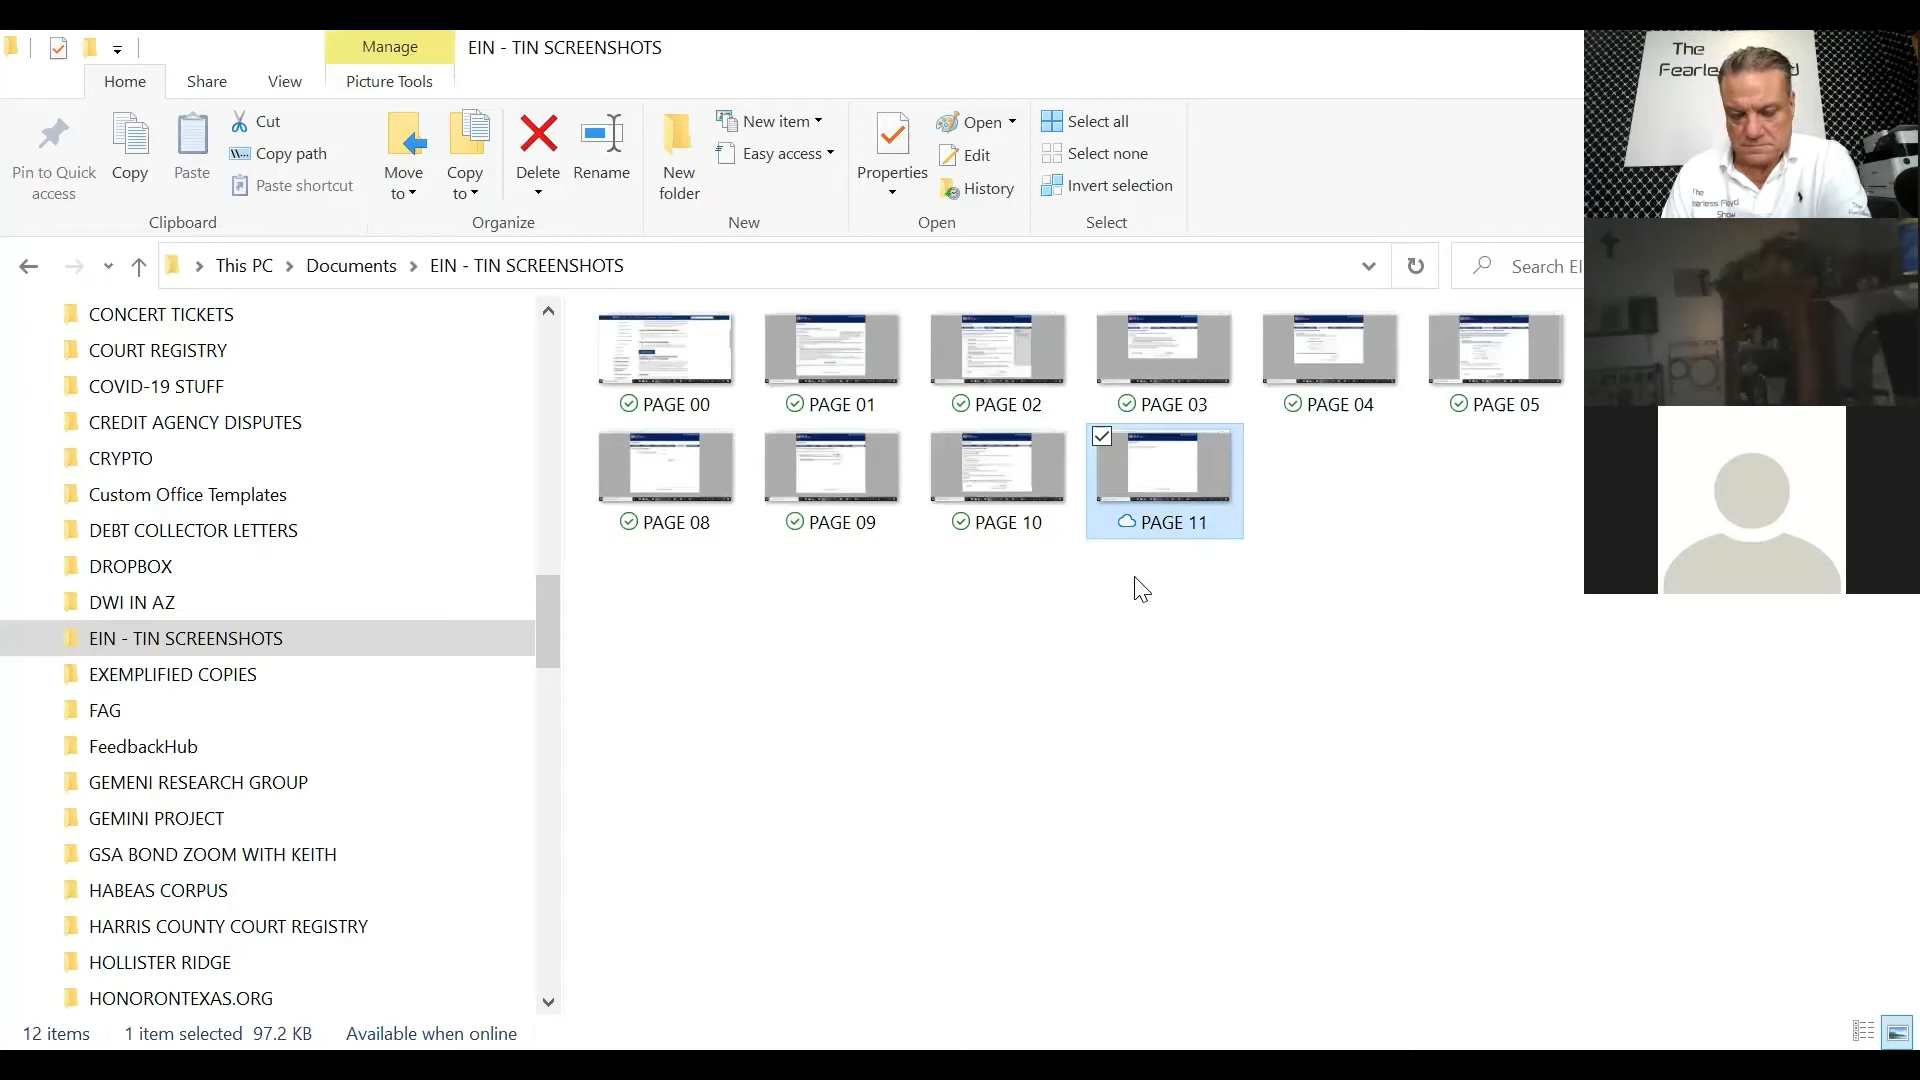 Manage
EIN - TIN SCREENSHOTS
Home
Share
View
Picture Tools
Pin to Quick access
Copy
Paste
Cut
Copy path
Paste shortcut
Clipboard
Move to
Copy to
Delete
Rename
Organize
New folder
New item
Easy access
New
Properties
Open
Edit
History
Open
Select all
Select none
Invert selection
Select
This PC
Documents
EIN - TIN SCREENSHOTS
Search EI
CONCERT TICKETS
COURT REGISTRY
COVID-19 STUFF
CREDIT AGENCY DISPUTES
CRYPTO
Custom Office Templates
DEBT COLLECTOR LETTERS
DROPBOX
DWI IN AZ
EIN - TIN SCREENSHOTS
EXEMPLIFIED COPIES
FAG
FeedbackHub
GEMENI RESEARCH GROUP
GEMINI PROJECT
GSA BOND ZOOM WITH KEITH
HABEAS CORPUS
HARRIS COUNTY COURT REGISTRY
HOLLISTER RIDGE
HONORONTEXAS.ORG
PAGE 00
PAGE 01
PAGE 02
PAGE 03
PAGE 04
PAGE 05
PAGE 08
PAGE 09
PAGE 10
PAGE 11
12 items
1 item selected 97.2 KB
Available when online
The
Fearle
The
Show